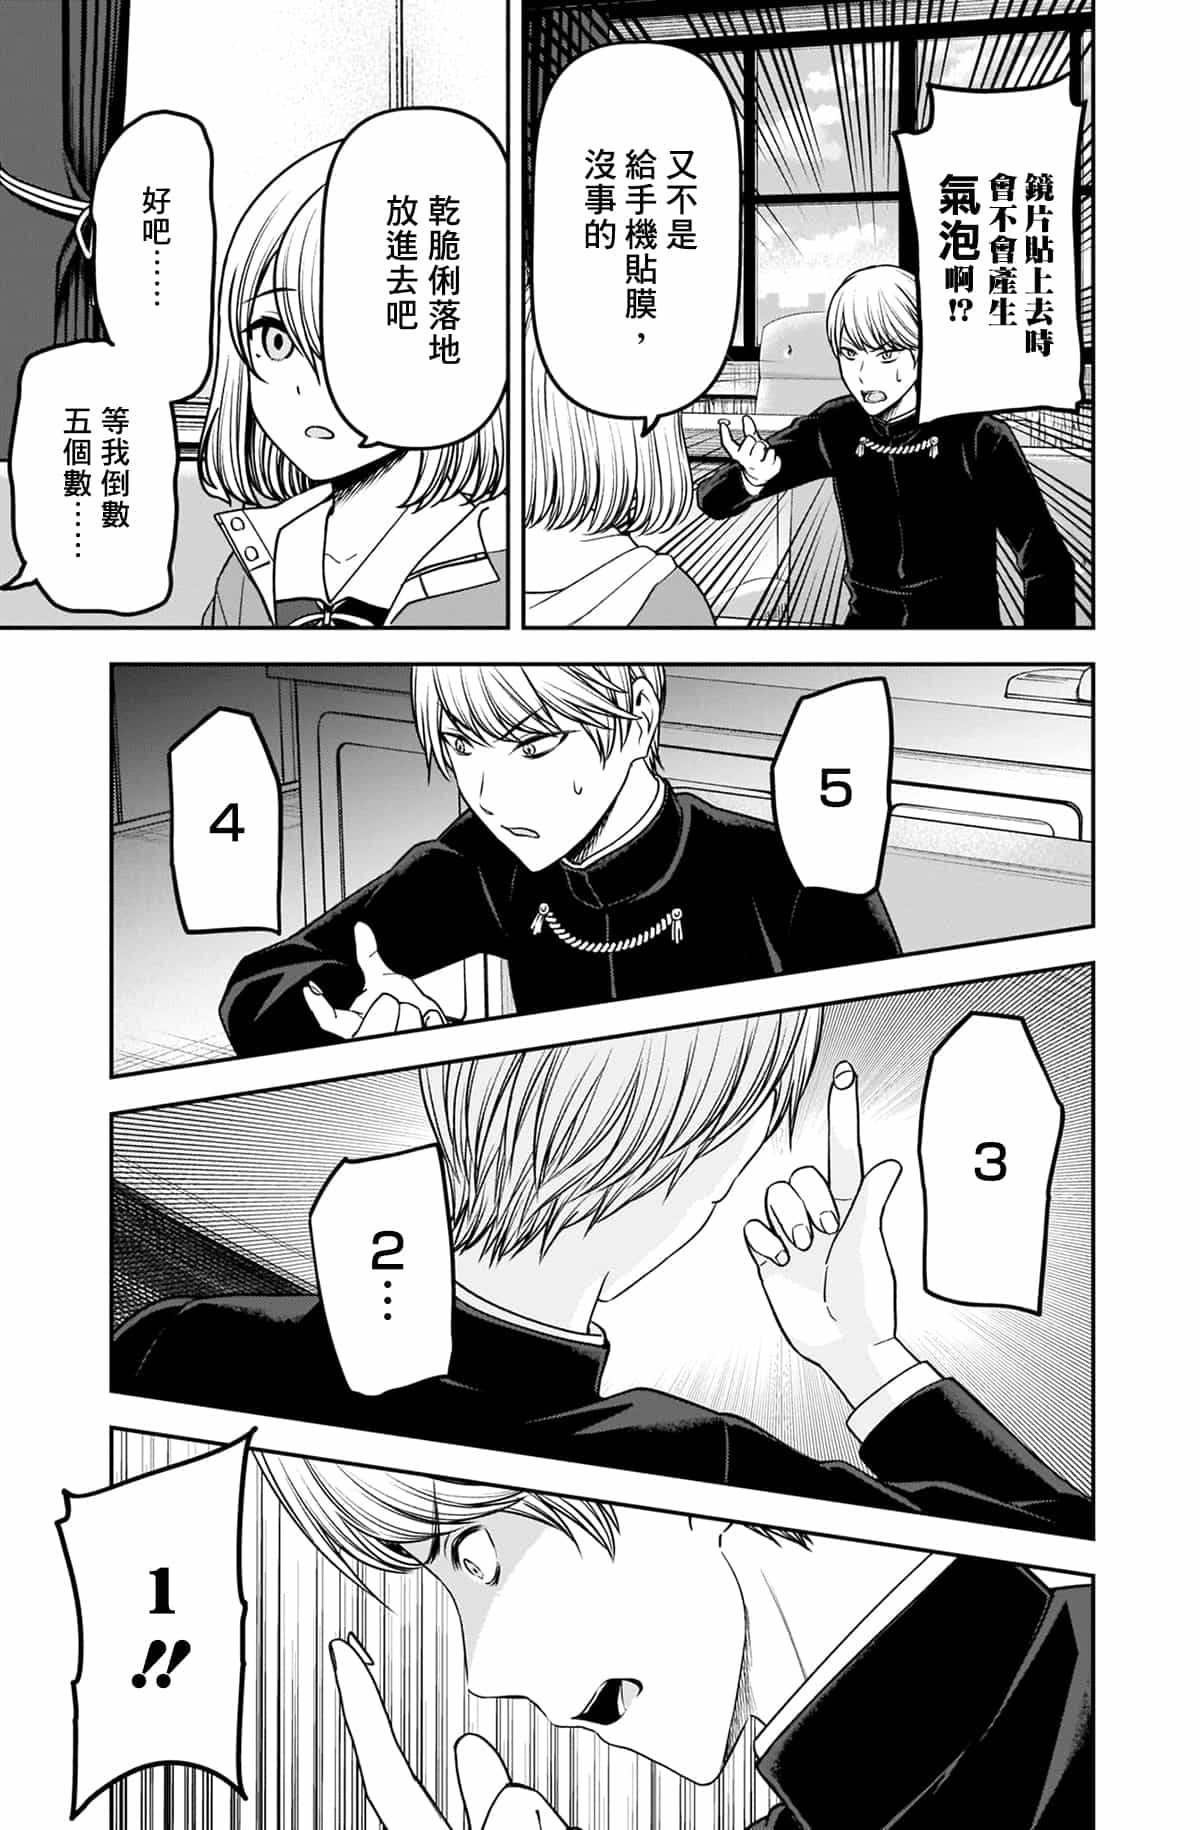 鏡片貼上去時
會不會產生
氣泡啊!?
又不是
給手機貼膜，
沒事的
乾脆俐落地
放進去吧
好吧……
等我倒數
五個數……
5
4
3
2…
1!!